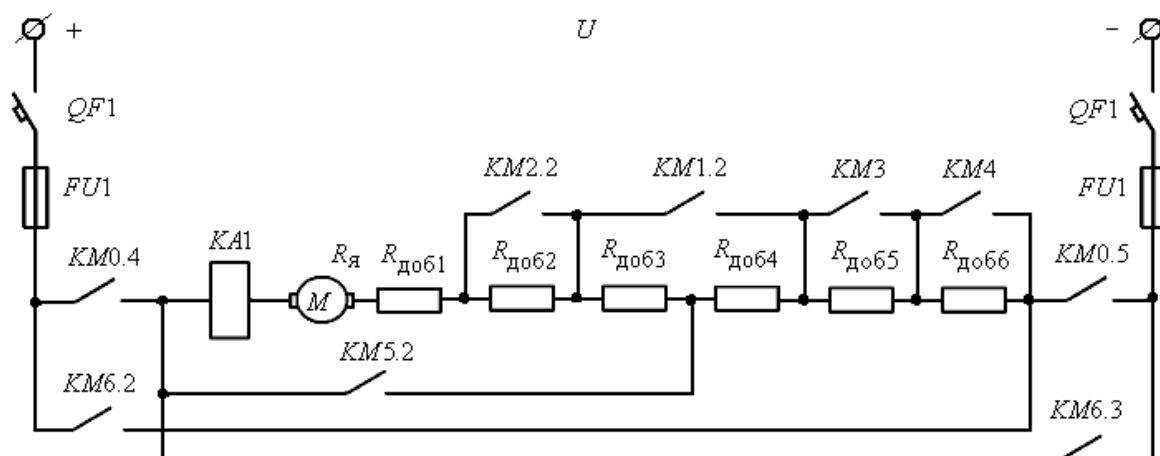 + U −
QF1 QF1
KM2.2 KM1.2 KM3 KM4
FU1 FU1
KM0.4 KA1 Rя Rдоб1 Rдоб2 Rдоб3 Rдоб4 Rдоб5 Rдоб6 KM0.5
M
KM5.2
KM6.2 KM6.3